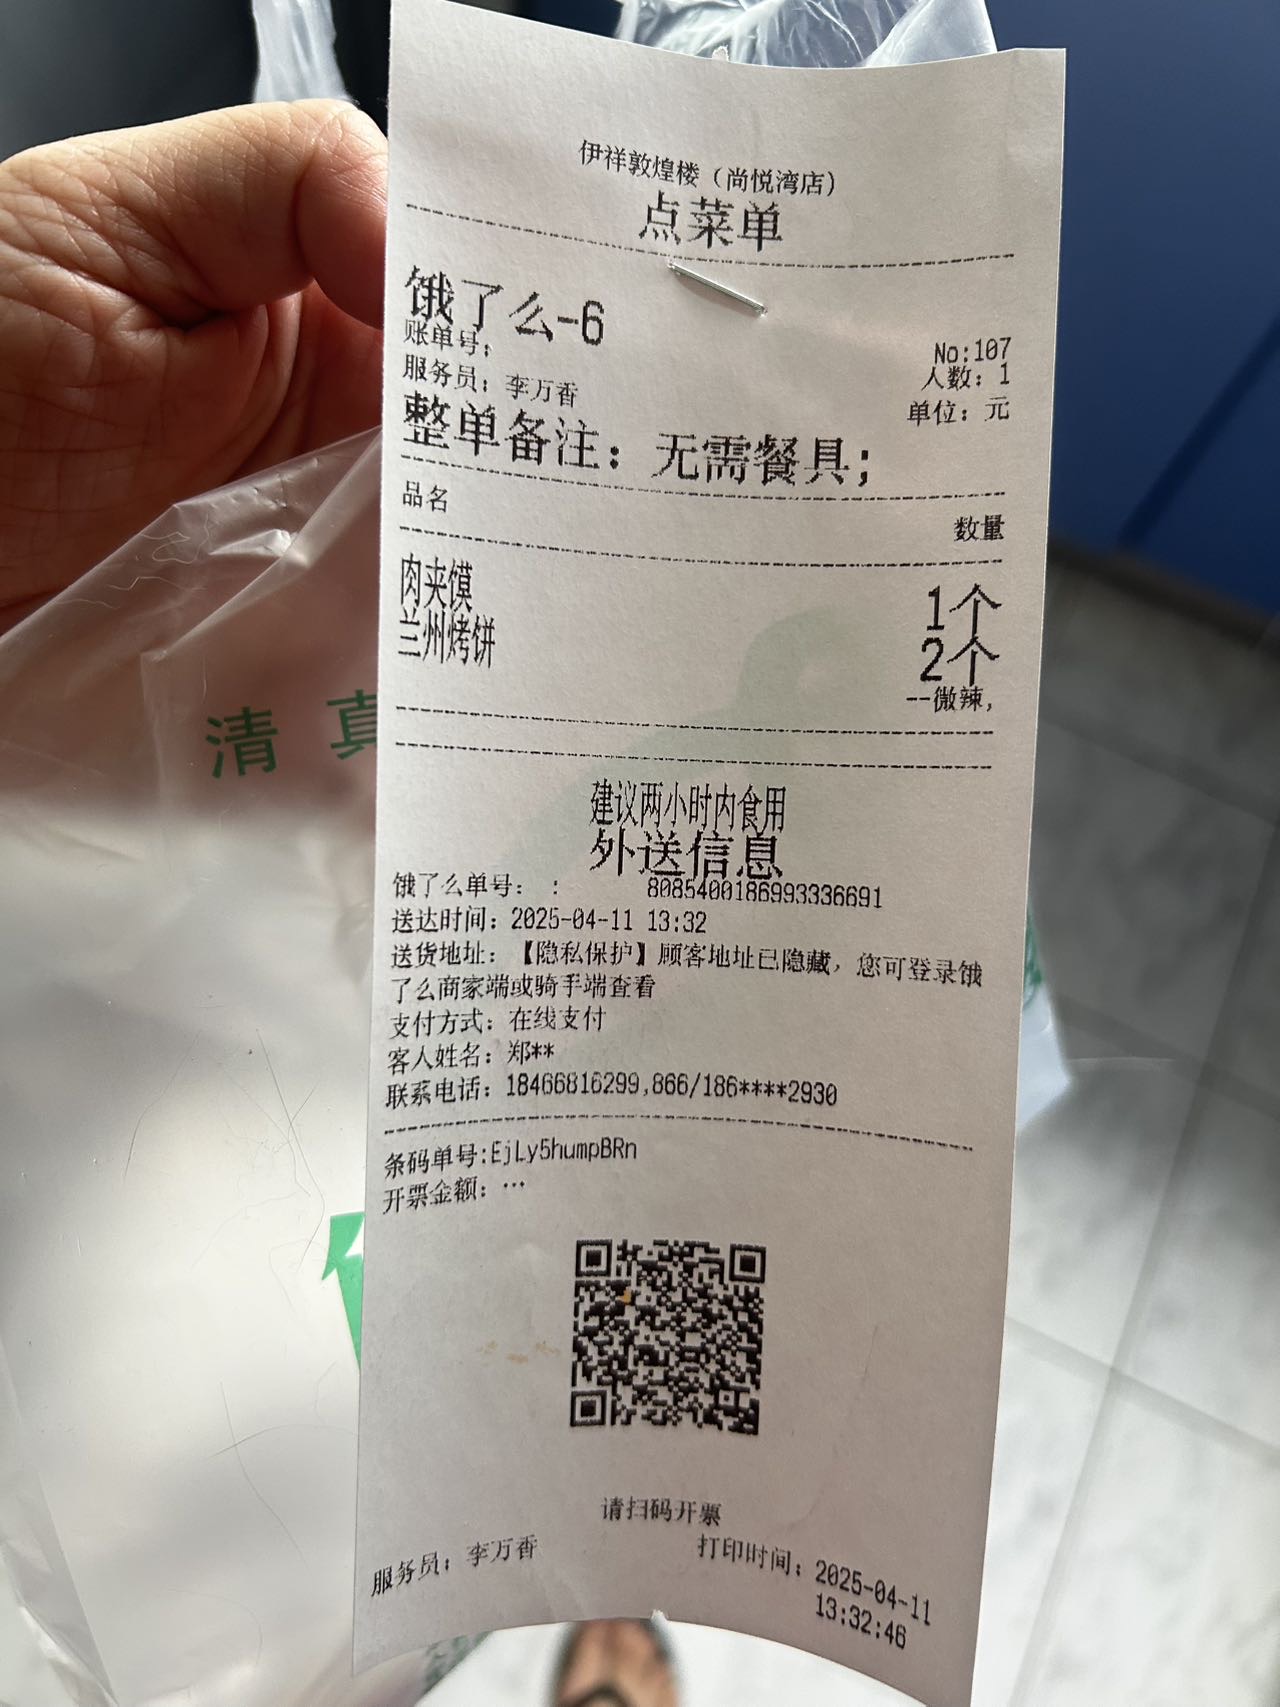 伊祥敦煌楼（尚悦湾店）
点菜单
饿了么-6
账单号：
No:107
服务员：李万香
人数：1
单位：元
整单备注：无需餐具；
品名
数量
肉夹馍
1个
兰州烤饼
2个
--微辣，
清真
建议两小时内食用
外送信息
饿了么单号： : 8085400186993336691
送达时间：2025-04-11 13:32
送货地址：【隐私保护】顾客地址已隐藏，您可登录饿
了么商家端或骑手端查看
支付方式：在线支付
客人姓名：郑**
联系电话：18466816299,866/186****2930
条码单号:EjLy5humpBRn
开票金额：…
请扫码开票
服务员：李万香
打印时间：2025-04-11
13:32:46